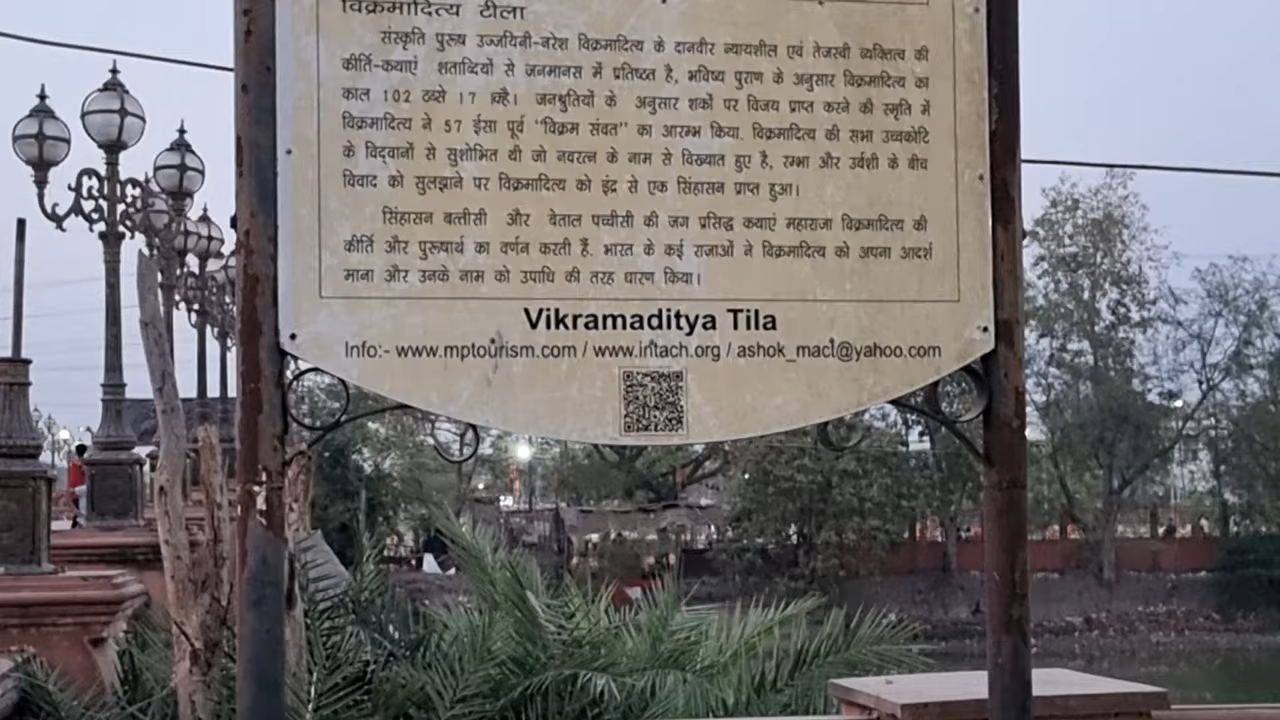 विक्रमादित्य टीला
संस्कृति पुरुष उज्जयिनी-नरेश विक्रमादित्य के दानवीर न्यायशील एवं तेजस्वी व्यक्तित्व की
कीर्ति-कथाएं शताब्दियों से जनमानस में प्रतिष्ठत है, भविष्य पुराण के अनुसार विक्रमादित्य का
काल 102 17 जनश्रुतियों के अनुसार शकों पर विजय प्राप्त करने की स्मृति में
विक्रमादित्य ने 57 ईसा पूर्व "विक्रम संवत" का आरम्भ किया. विक्रमादित्य की सभा उच्चकोटि
के विद्वानों से सुशोभित थी जो नवरत्न के नाम से विख्यात हुए है, रम्भा और उर्वशी के बीच
विवाद को सुलझाने पर विक्रमादित्य को इंद्र से एक सिंहासन प्राप्त हुआ।
सिंहासन बत्तीसी और बेताल पच्चीसी की जग प्रसिद्ध कथाएं महाराजा विक्रमादित्य की
कीर्ति और पुरूषार्थ का वर्णन करती हैं. भारत के कई राजाओं ने विक्रमादित्य को अपना आदर्श
माना और उनके नाम को उपाधि की तरह धारण किया।
Vikramaditya Tila
Info:- www.mptourism.com / www.intach.org / ashok_mact@yahoo.com